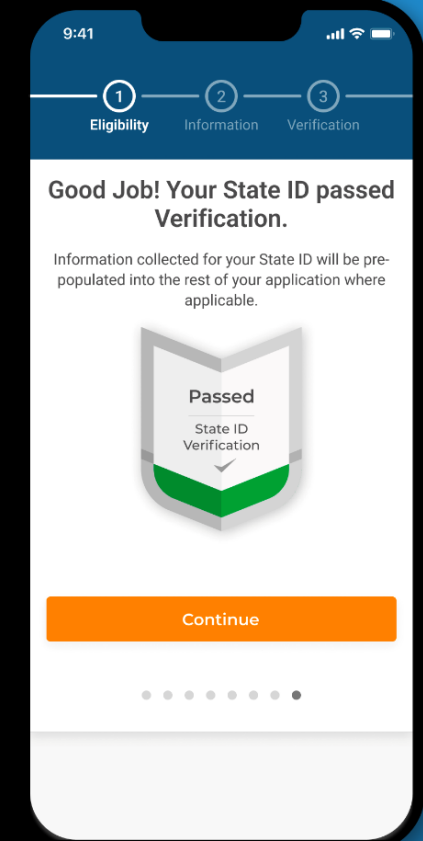 9:41
1 2 3
Eligibility Information Verification
Good Job! Your State ID passed
Verification.
Information collected for your State ID will be pre-
populated into the rest of your application where
applicable.
Passed
State ID
Verification
Continue